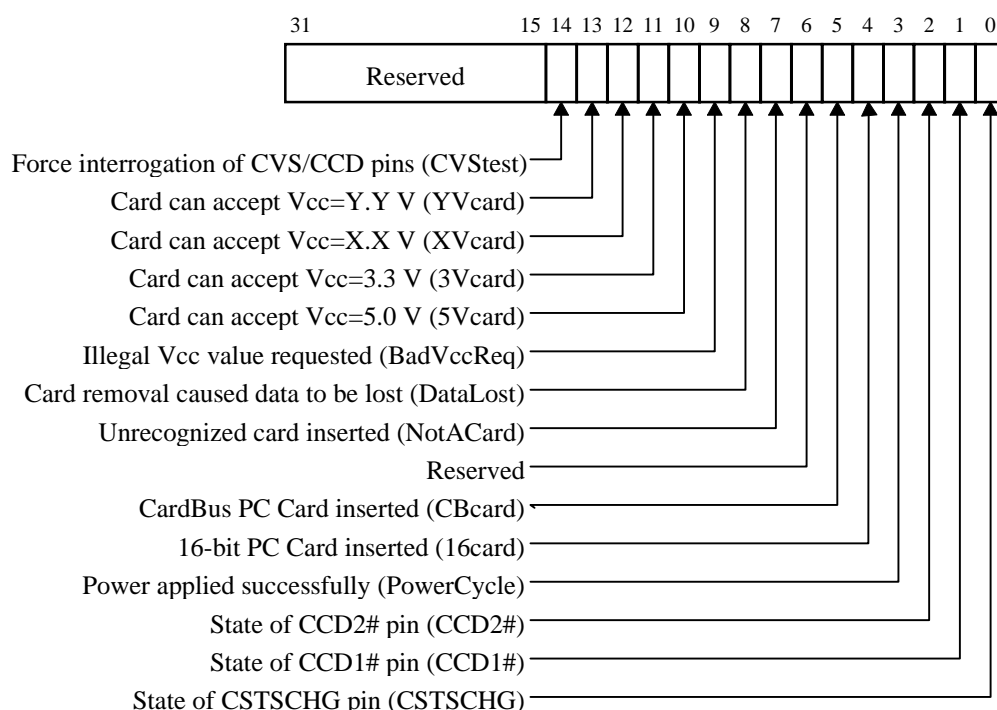 31 15 14 13 12 11 10 9 8 7 6 5 4 3 2 1 0
Reserved
Force interrogation of CVS/CCD pins (CVStest)
Card can accept Vcc=Y.Y V (YVcard)
Card can accept Vcc=X.X V (XVcard)
Card can accept Vcc=3.3 V (3Vcard)
Card can accept Vcc=5.0 V (5Vcard)
Illegal Vcc value requested (BadVccReq)
Card removal caused data to be lost (DataLost)
Unrecognized card inserted (NotACard)
Reserved
CardBus PC Card inserted (CBcard)
16-bit PC Card inserted (16card)
Power applied successfully (PowerCycle)
State of CCD2# pin (CCD2#)
State of CCD1# pin (CCD1#)
State of CSTSCHG pin (CSTSCHG)